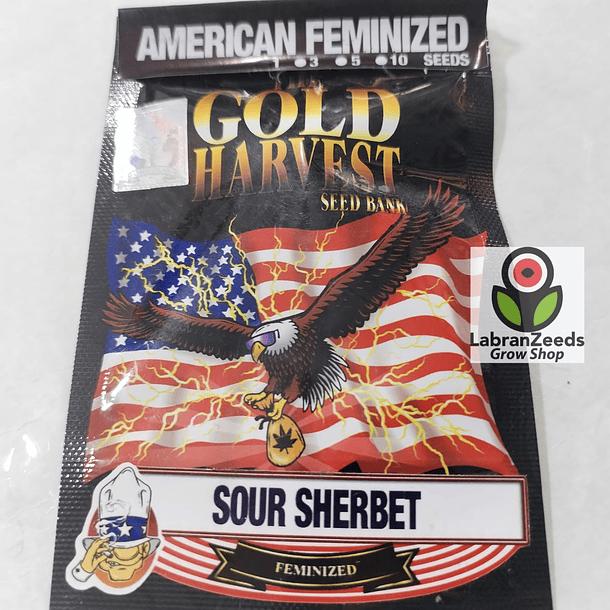 AMERICAN FEMINIZED
1 3 5 10 SEEDS
GOLD
HARVEST
SEED BANK
LabranZeeds
Grow Shop
SOUR SHERBET
FEMINIZED